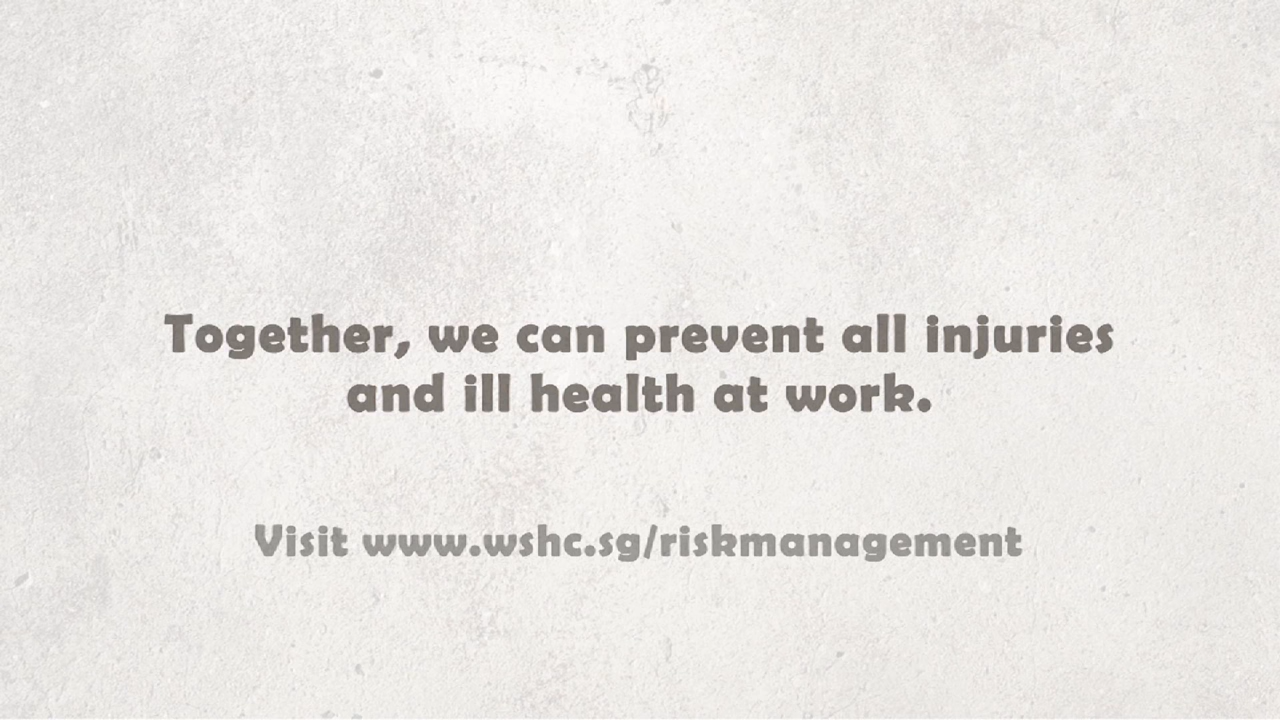 Together, we can prevent all injuries
and ill health at work.
Visit www.wshc.sg/riskmanagement